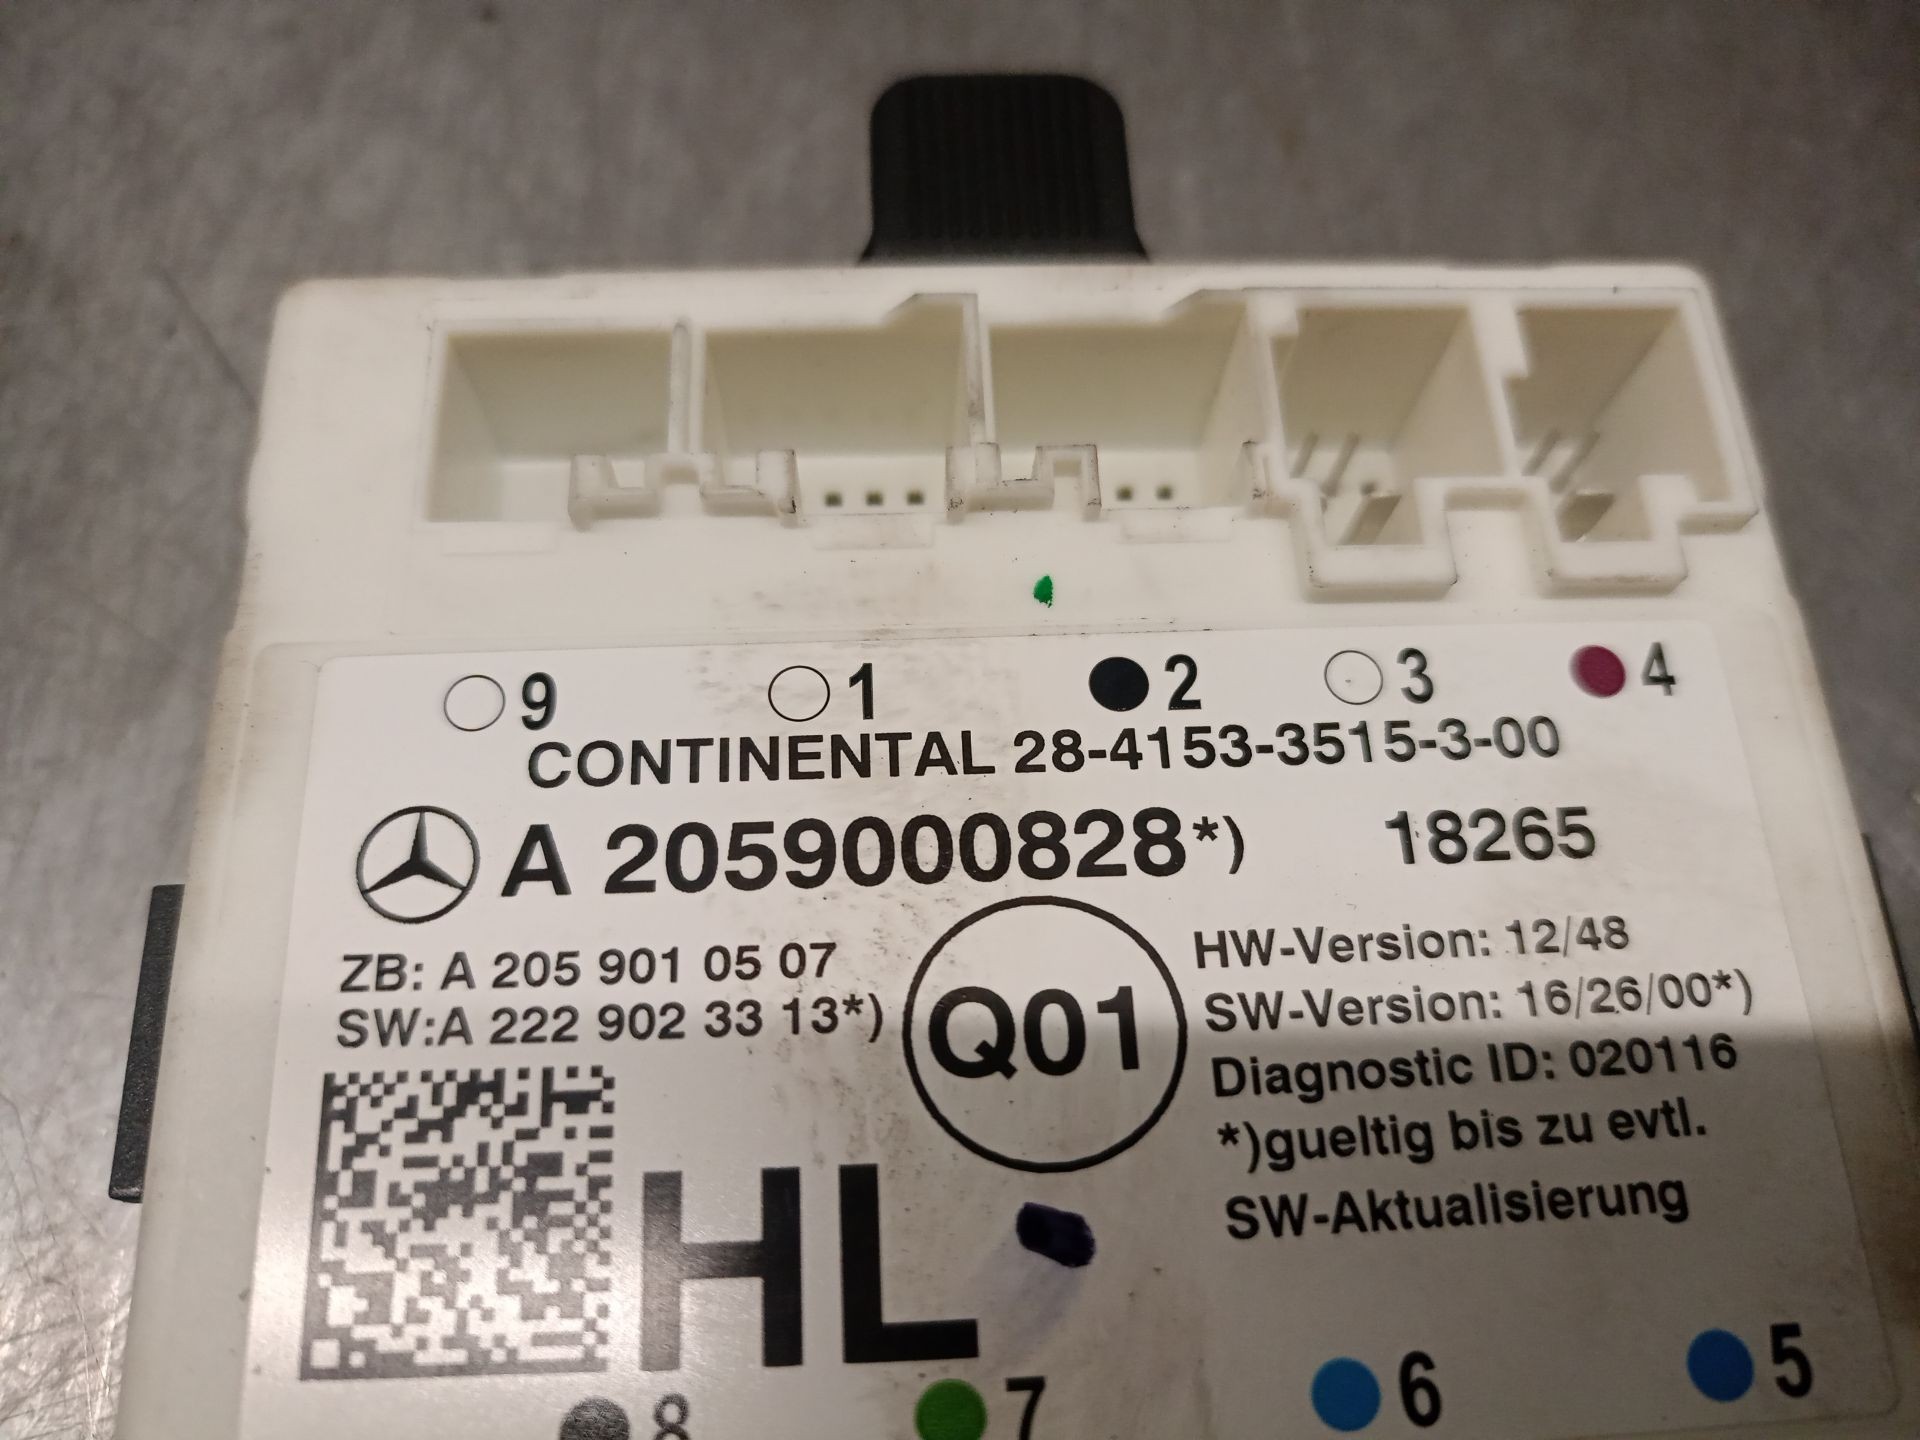 9 1 2 3 4
CONTINENTAL 28-4153-3515-3-00
A 2059000828*) 18265
ZB: A 205 901 05 07
SW:A 222 902 33 13*)
Q01
HW-Version: 12/48
SW-Version: 16/26/00*)
Diagnostic ID: 020116
*)gueltig bis zu evtl.
SW-Aktualisierung
HL
8 7 6 5